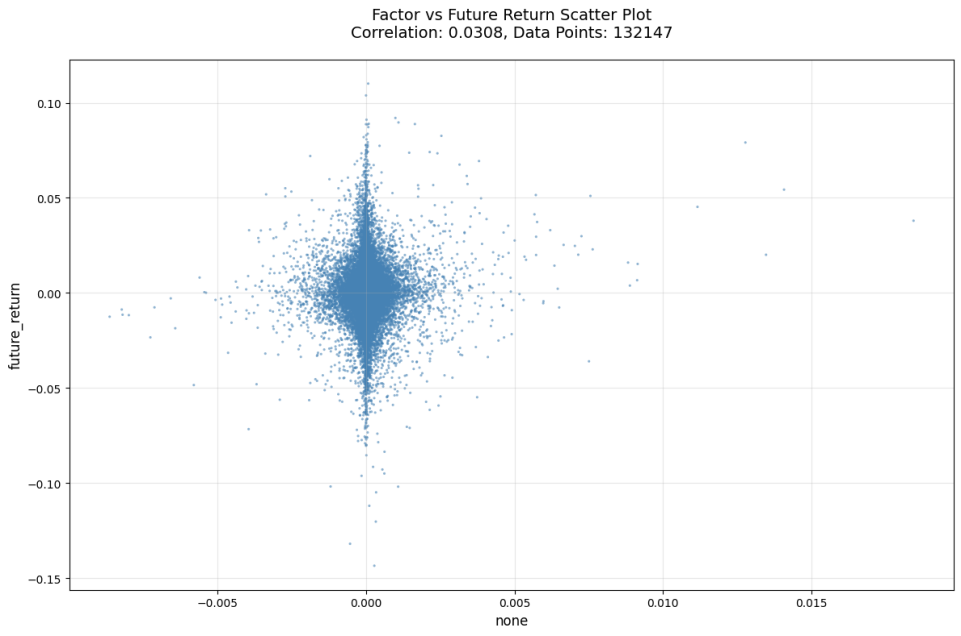 Factor vs Future Return Scatter Plot
Correlation: 0.0308, Data Points: 132147
0.10
0.05
0.00
−0.05
−0.10
−0.15
future_return
−0.005
0.000
0.005
0.010
0.015
none